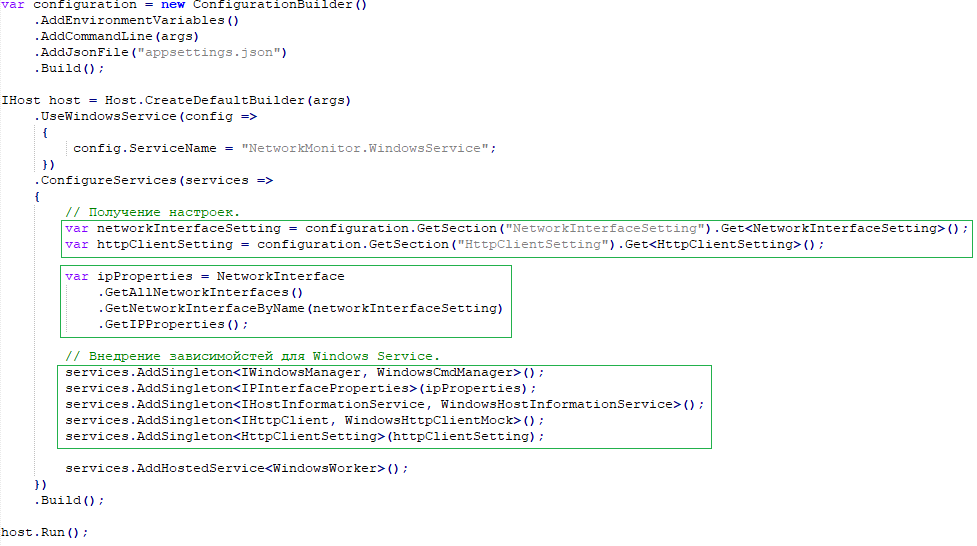 var configuration = new ConfigurationBuilder()
    .AddEnvironmentVariables()
    .AddCommandLine(args)
    .AddJsonFile("appsettings.json")
    .Build();

IHost host = Host.CreateDefaultBuilder(args)
    .UseWindowsService(config =>
    {
        config.ServiceName = "NetworkMonitor.WindowsService";
    })
    .ConfigureServices(services =>
    {
        // Получение настроек.
        var networkInterfaceSetting = configuration.GetSection("NetworkInterfaceSetting").Get<NetworkInterfaceSetting>();
        var httpClientSetting = configuration.GetSection("HttpClientSetting").Get<HttpClientSetting>();

        var ipProperties = NetworkInterface
            .GetAllNetworkInterfaces()
            .GetNetworkInterfaceByName(networkInterfaceSetting)
            .GetIPProperties();

        // Внедрение зависимойстей для Windows Service.
        services.AddSingleton<IWindowsManager, WindowsCmdManager>();
        services.AddSingleton<IPInterfaceProperties>(ipProperties);
        services.AddSingleton<IHostInformationService, WindowsHostInformationService>();
        services.AddSingleton<IHttpClient, WindowsHttpClientMock>();
        services.AddSingleton<HttpClientSetting>(httpClientSetting);

        services.AddHostedService<WindowsWorker>();
    })
    .Build();

host.Run();